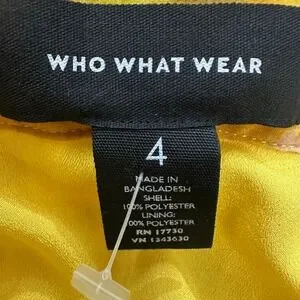 WHO WHAT WEAR
4
MADE IN
BANGLADESH
SHELL:
100% POLYESTER
LINING:
100% POLYESTER
RN 17730
VN 1343630